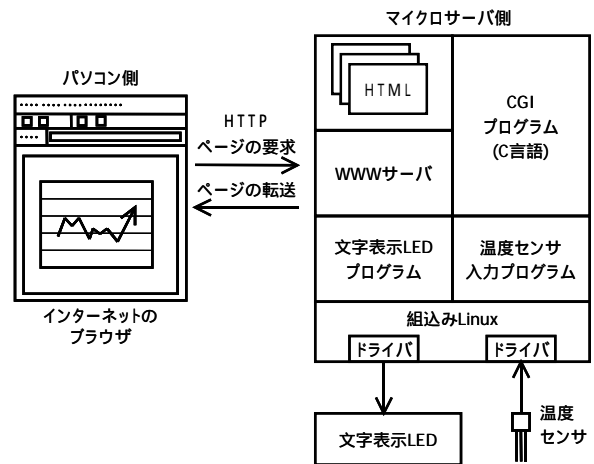 マイクロサーバ側
パソコン側
HTTP
ページの要求
ページの転送
インターネットの
ブラウザ
HTML
CGI
プログラム
(C言語)
WWWサーバ
文字表示LED
プログラム
温度センサ
入力プログラム
組込みLinux
ドライバ
ドライバ
文字表示LED
温度
センサ